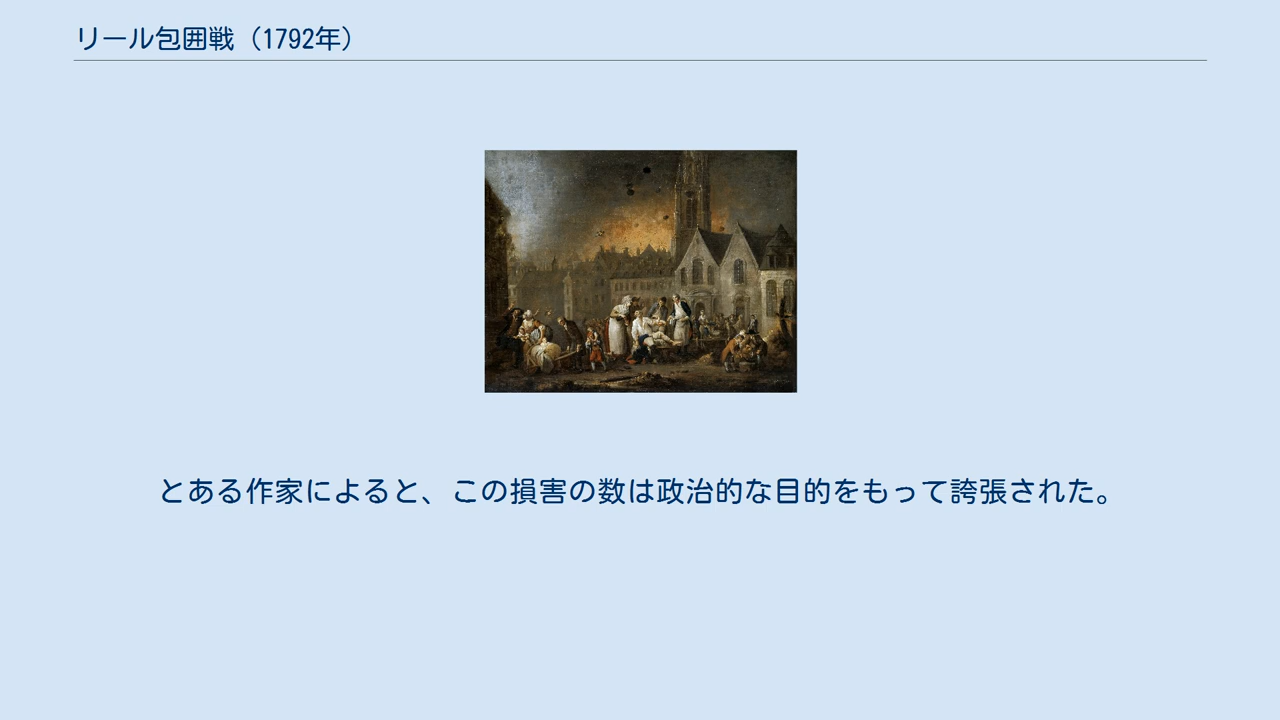 リール包囲戦（1792年）
とある作家によると、この損害の数は政治的な目的をもって誇張された。